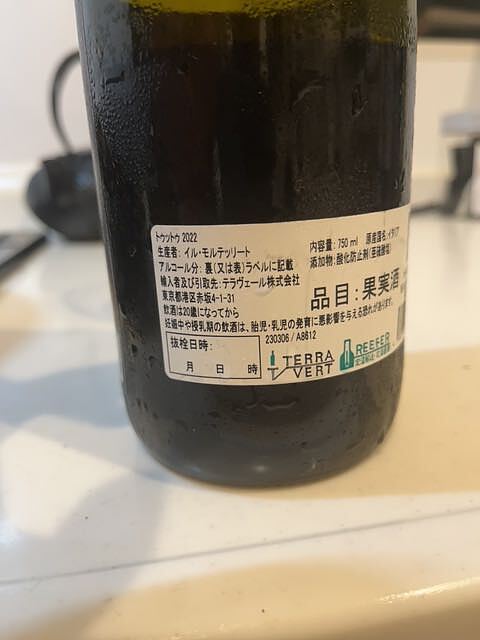 トゥットゥ 2022
生産者: イル・モルテッリート
アルコール分: 裏(又は表)ラベルに記載
輸入者及び引取先: テラヴェール株式会社
東京都港区赤坂4-1-31
飲酒は20歳になってから
妊娠中や授乳期の飲酒は、胎児・乳児の発育に悪影響を与える恐れがあります。
内容量: 750 ml 原産国名: イタリア
添加物: 酸化防止剤(亜硫酸塩)
品目: 果実酒
230306 / A8612
抜栓日時:
月 日 時
TERRA
VERT
REEFER